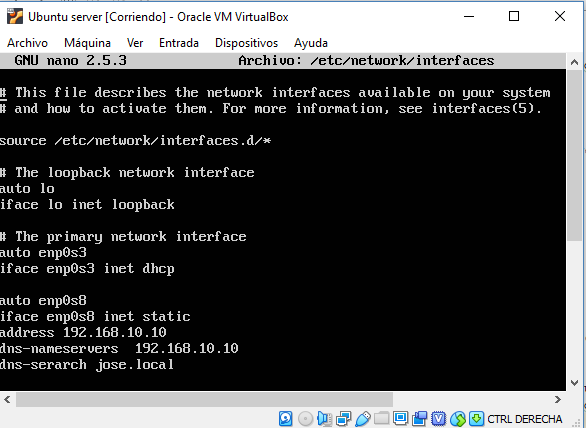 Ubuntu server [Corriendo] - Oracle VM VirtualBox
Archivo Máquina Ver Entrada Dispositivos Ayuda
GNU nano 2.5.3 Archivo: /etc/network/interfaces
# This file describes the network interfaces available on your system
# and how to activate them. For more information, see interfaces(5).
source /etc/network/interfaces.d/*
# The loopback network interface
auto lo
iface lo inet loopback
# The primary network interface
auto enp0s3
iface enp0s3 inet dhcp
auto enp0s8
iface enp0s8 inet static
address 192.168.10.10
dns-nameservers 192.168.10.10
dns-serarch jose.local
CTRL DERECHA